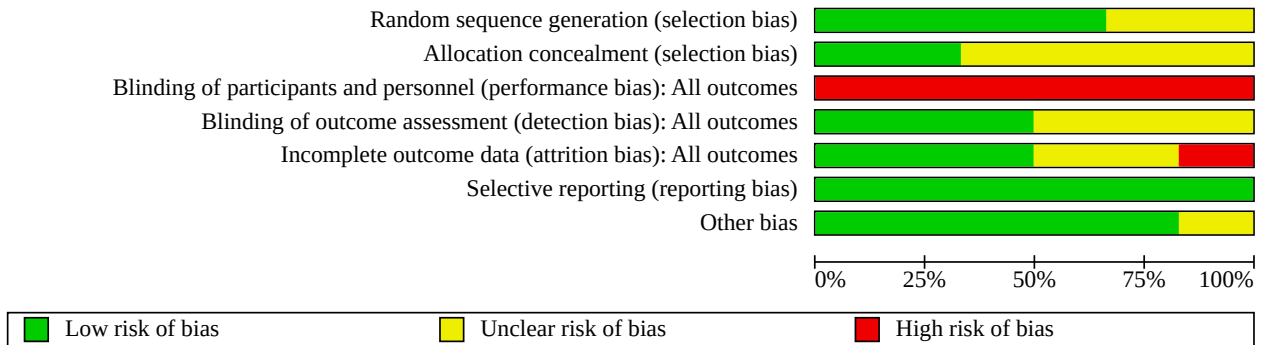 Random sequence generation (selection bias)
Allocation concealment (selection bias)
Blinding of participants and personnel (performance bias): All outcomes
Blinding of outcome assessment (detection bias): All outcomes
Incomplete outcome data (attrition bias): All outcomes
Selective reporting (reporting bias)
Other bias
0% 25% 50% 75% 100%
Low risk of bias Unclear risk of bias High risk of bias